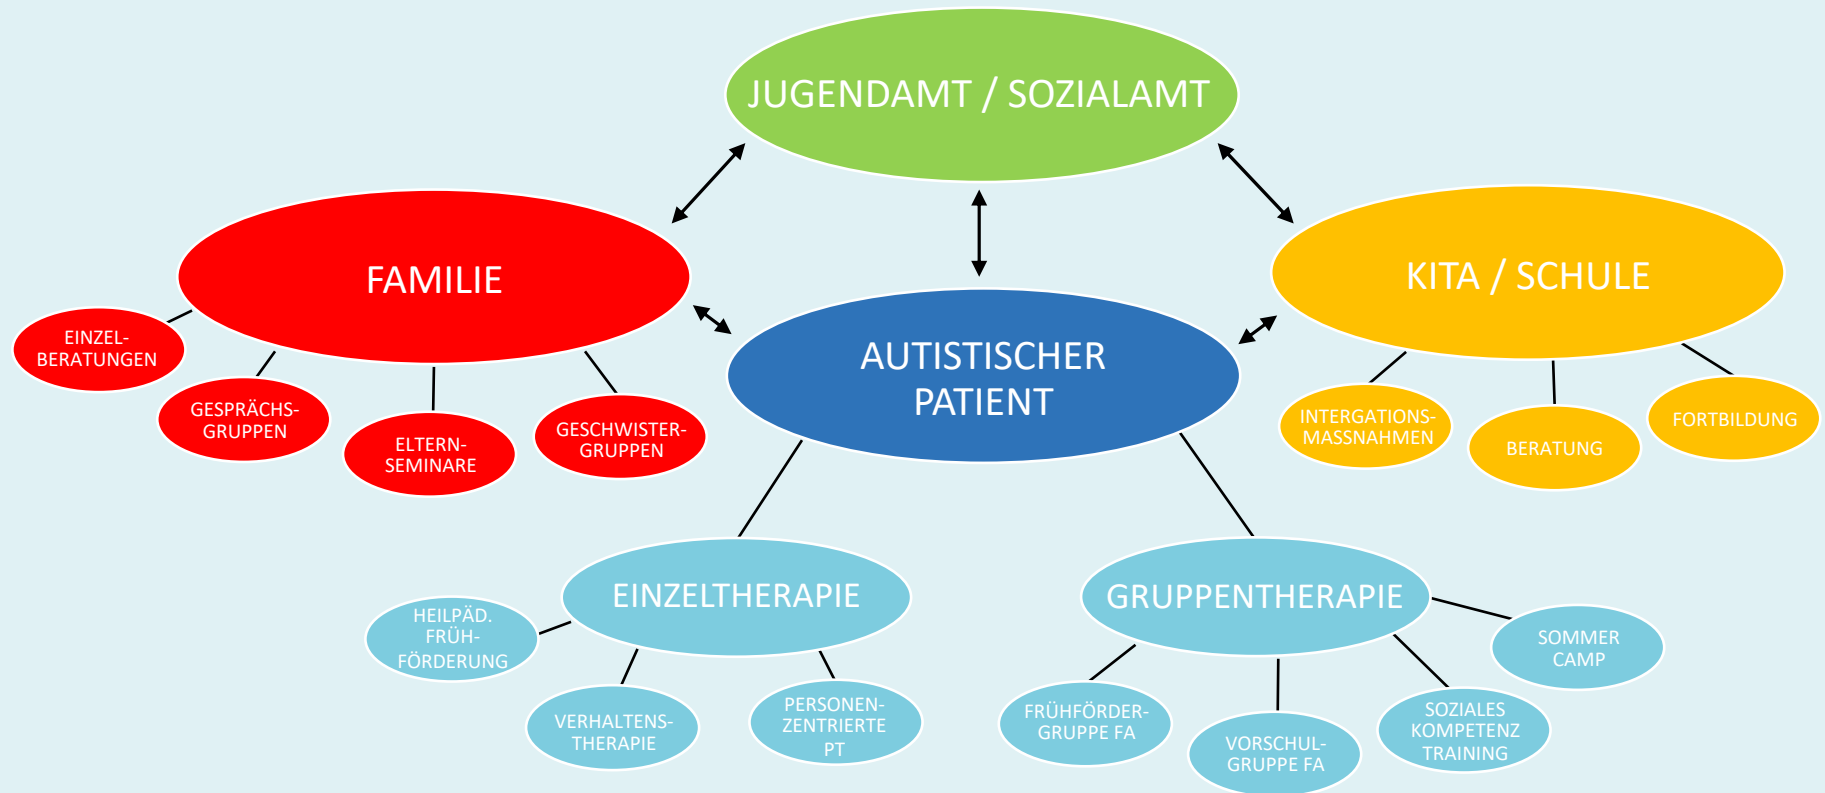 JUGENDAMT / SOZIALAMT
FAMILIE
KITA / SCHULE
AUTISTISCHER
PATIENT
EINZEL-
BERATUNGEN
GESPRÄCHS-
GRUPPEN
ELTERN-
SEMINARE
GESCHWISTER-
GRUPPEN
INTERGATIONS-
MASSNAHMEN
BERATUNG
FORTBILDUNG
EINZELTHERAPIE
GRUPPENTHERAPIE
HEILPÄD.
FRÜH-
FÖRDERUNG
VERHALTENS-
THERAPIE
PERSONEN-
ZENTRIERTE
PT
FRÜHFÖRDER-
GRUPPE FA
VORSCHUL-
GRUPPE FA
SOZIALES
KOMPETENZ
TRAINING
SOMMER
CAMP